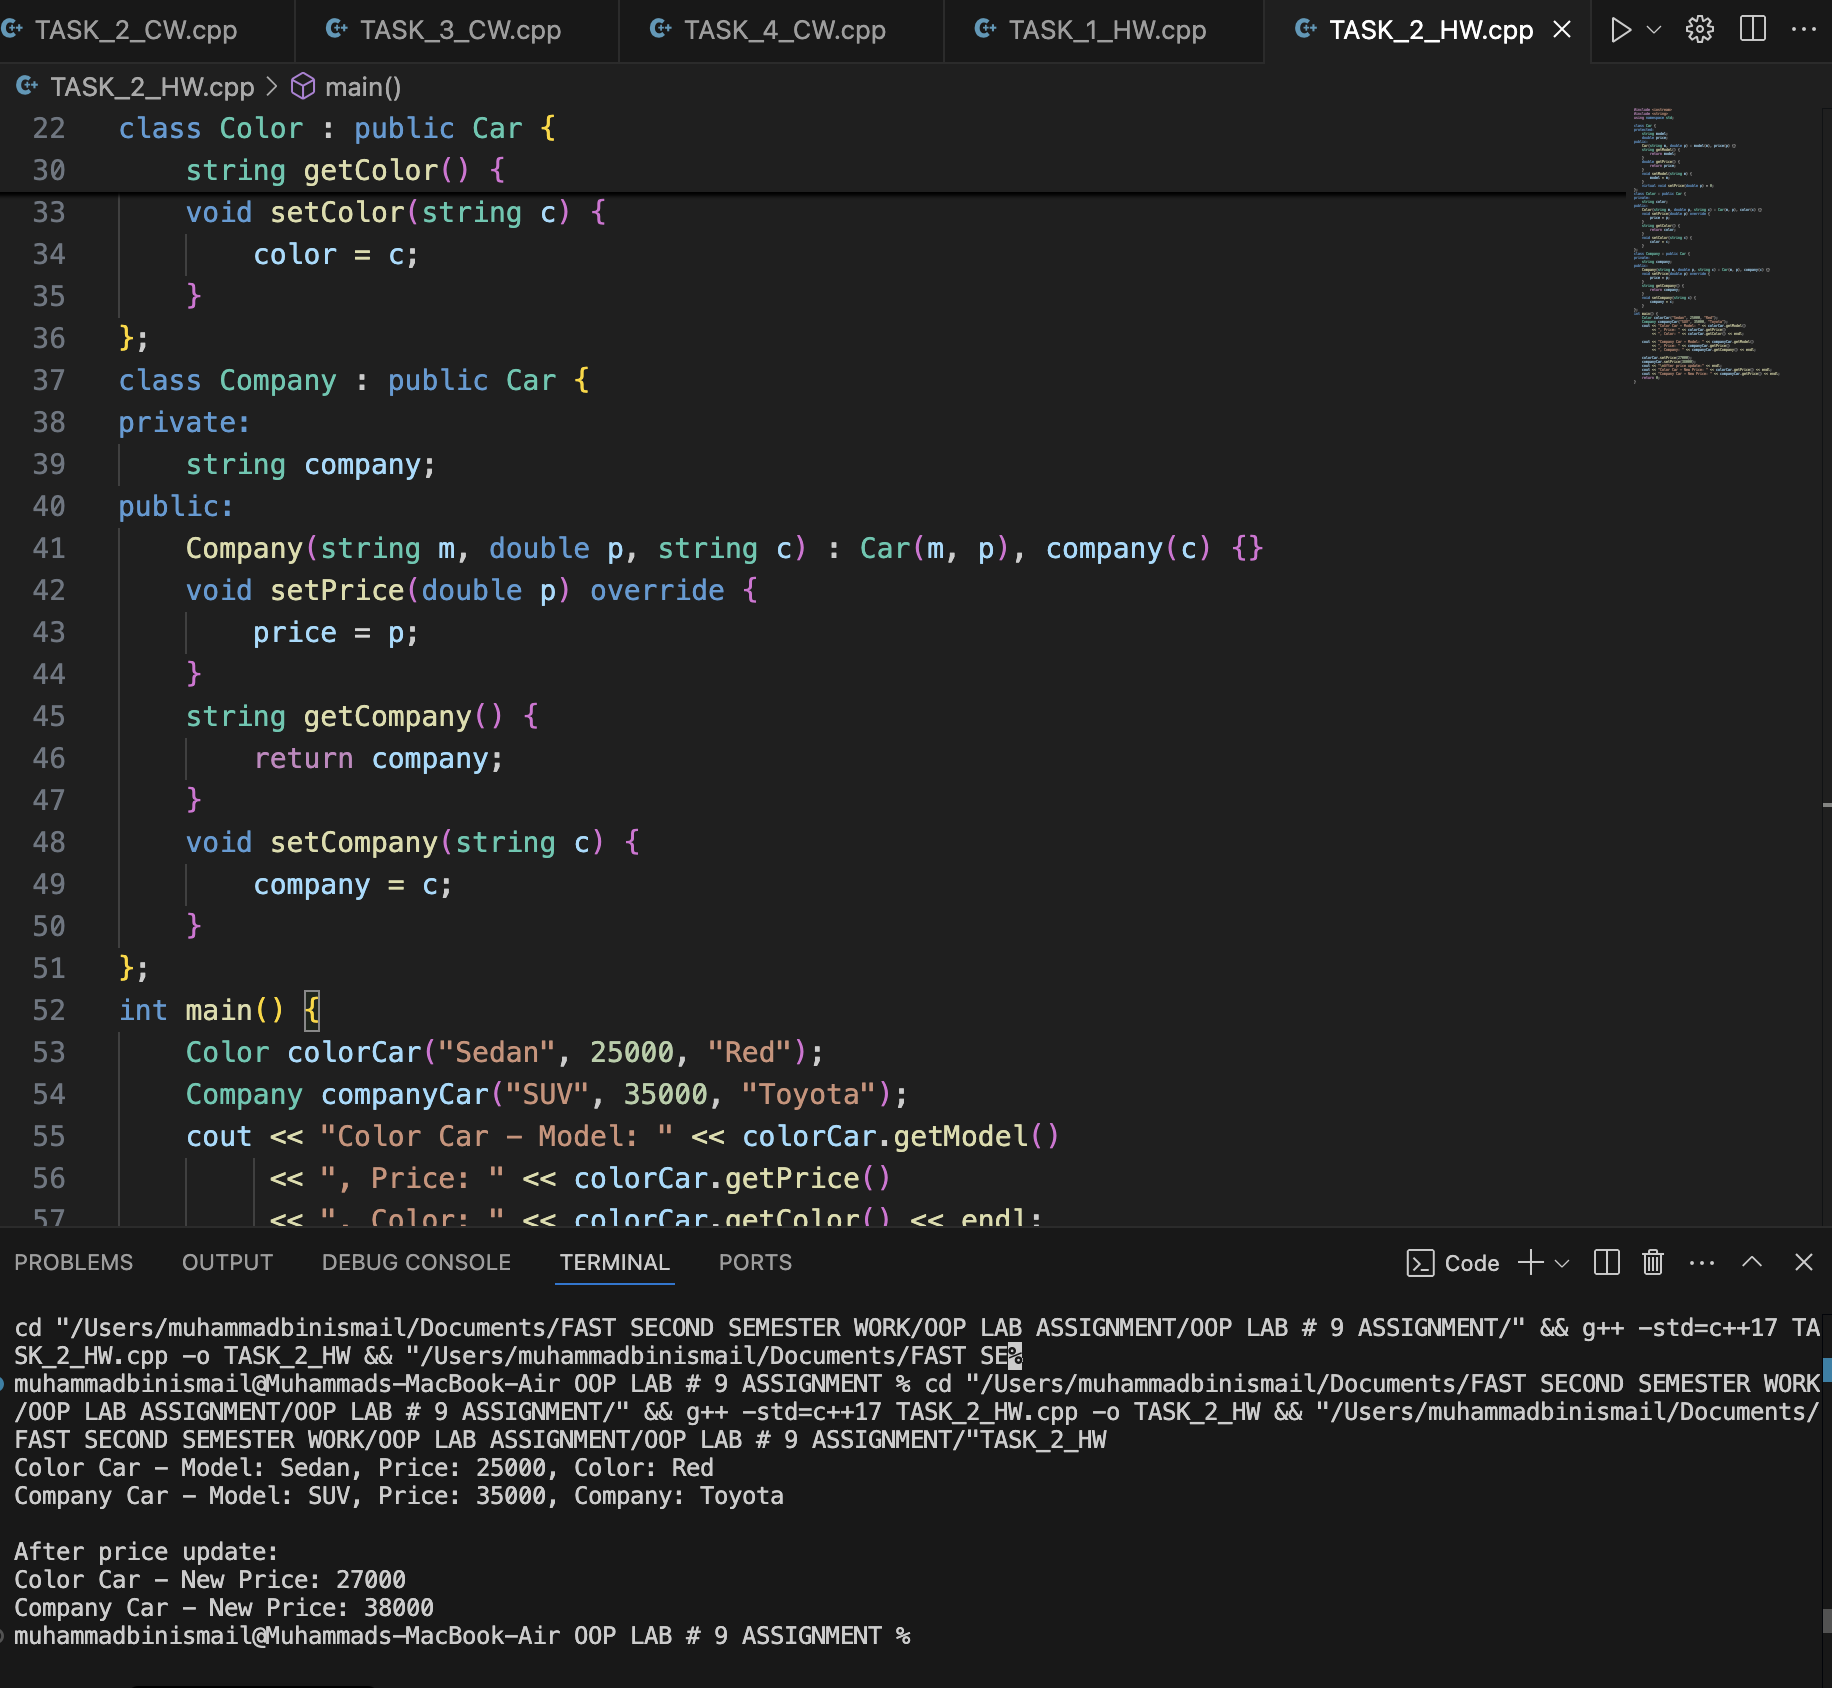 TASK_2_CW.cpp TASK_3_CW.cpp TASK_4_CW.cpp TASK_1_HW.cpp TASK_2_HW.cpp
TASK_2_HW.cpp > main()
22 class Color : public Car {
30 string getColor() {
33 void setColor(string c) {
34 color = c;
35 }
36 };
37 class Company : public Car {
38 private:
39 string company;
40 public:
41 Company(string m, double p, string c) : Car(m, p), company(c) {}
42 void setPrice(double p) override {
43 price = p;
44 }
45 string getCompany() {
46 return company;
47 }
48 void setCompany(string c) {
49 company = c;
50 }
51 };
52 int main() {
53 Color colorCar("Sedan", 25000, "Red");
54 Company companyCar("SUV", 35000, "Toyota");
55 cout << "Color Car - Model: " << colorCar.getModel()
56 << ", Price: " << colorCar.getPrice()
57 << ", Color: " << colorCar.getColor() << endl;
PROBLEMS OUTPUT DEBUG CONSOLE TERMINAL PORTS Code
cd "/Users/muhammadbinismail/Documents/FAST SECOND SEMESTER WORK/OOP LAB ASSIGNMENT/OOP LAB # 9 ASSIGNMENT/" && g++ -std=c++17 TA
SK_2_HW.cpp -o TASK_2_HW && "/Users/muhammadbinismail/Documents/FAST SE%
muhammadbinismail@Muhammads-MacBook-Air OOP LAB # 9 ASSIGNMENT % cd "/Users/muhammadbinismail/Documents/FAST SECOND SEMESTER WORK
/OOP LAB ASSIGNMENT/OOP LAB # 9 ASSIGNMENT/" && g++ -std=c++17 TASK_2_HW.cpp -o TASK_2_HW && "/Users/muhammadbinismail/Documents/
FAST SECOND SEMESTER WORK/OOP LAB ASSIGNMENT/OOP LAB # 9 ASSIGNMENT/"TASK_2_HW
Color Car - Model: Sedan, Price: 25000, Color: Red
Company Car - Model: SUV, Price: 35000, Company: Toyota
After price update:
Color Car - New Price: 27000
Company Car - New Price: 38000
muhammadbinismail@Muhammads-MacBook-Air OOP LAB # 9 ASSIGNMENT %